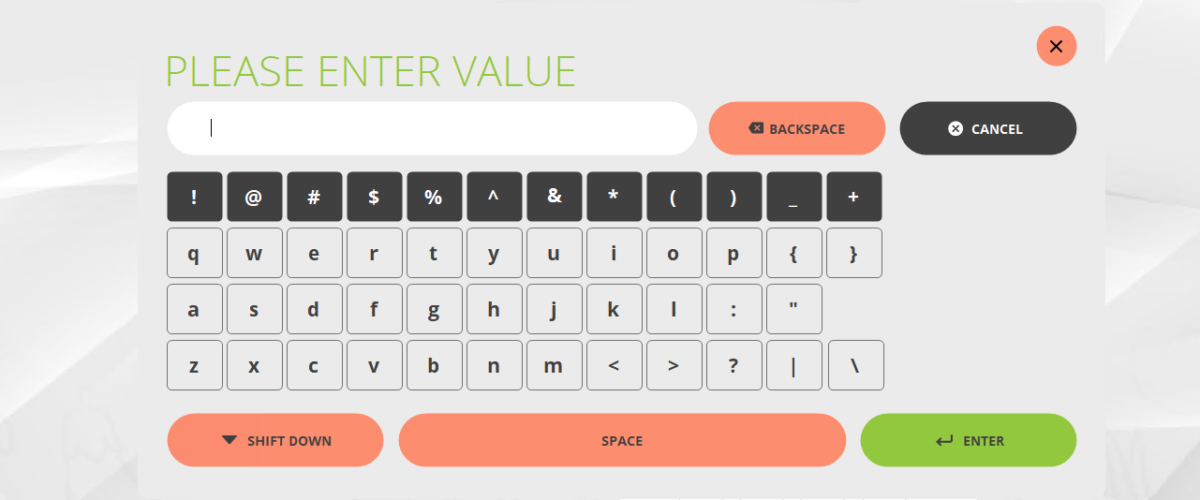 PLEASE ENTER VALUE
BACKSPACE
CANCEL
! @ # $ % ^ & * ( ) _ +
q w e r t y u i o p { }
a s d f g h j k l : "
z x c v b n m < > ? | \
SHIFT DOWN
SPACE
ENTER